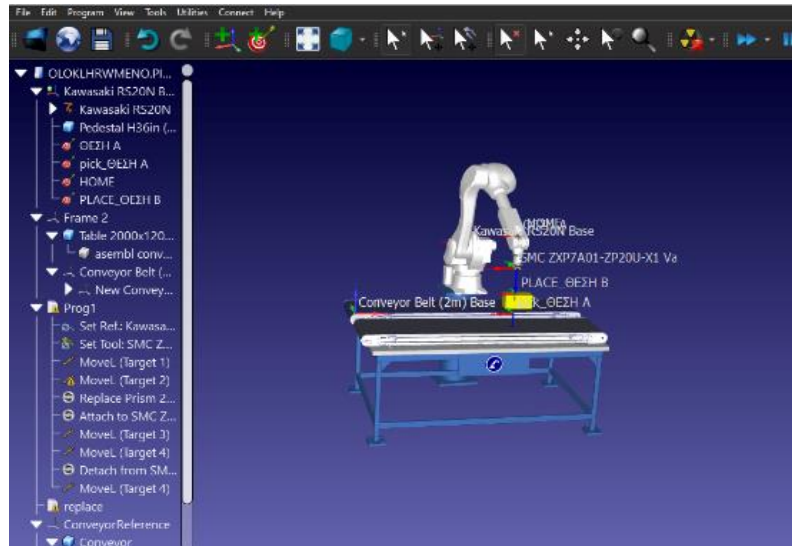 File Edit Program View Tools Utilities Connect Help
OLOKLHRWMENO.PI...
Kawasaki RS20N B...
Kawasaki RS20N
Pedestal H36in (...
ΘΕΣΗ A
pick_ΘΕΣΗ A
HOME
PLACE_ΘΕΣΗ B
Frame 2
Table 2000x120...
asembl conv...
Conveyor Belt (...
New Convey...
Prog1
Set Ref.: Kawasa...
Set Tool: SMC Z...
MoveL (Target 1)
MoveL (Target 2)
Replace Prism 2...
Attach to SMC Z...
MoveL (Target 3)
MoveL (Target 4)
Detach from SM...
MoveL (Target 4)
replace
ConveyorReference
Conveyor
Kawasaki RS20N Base
SMC ZXP7A01-ZP20U-X1 Va
PLACE_ΘΕΣΗ B
Conveyor Belt (2m) Base
ΘΕΣΗ A